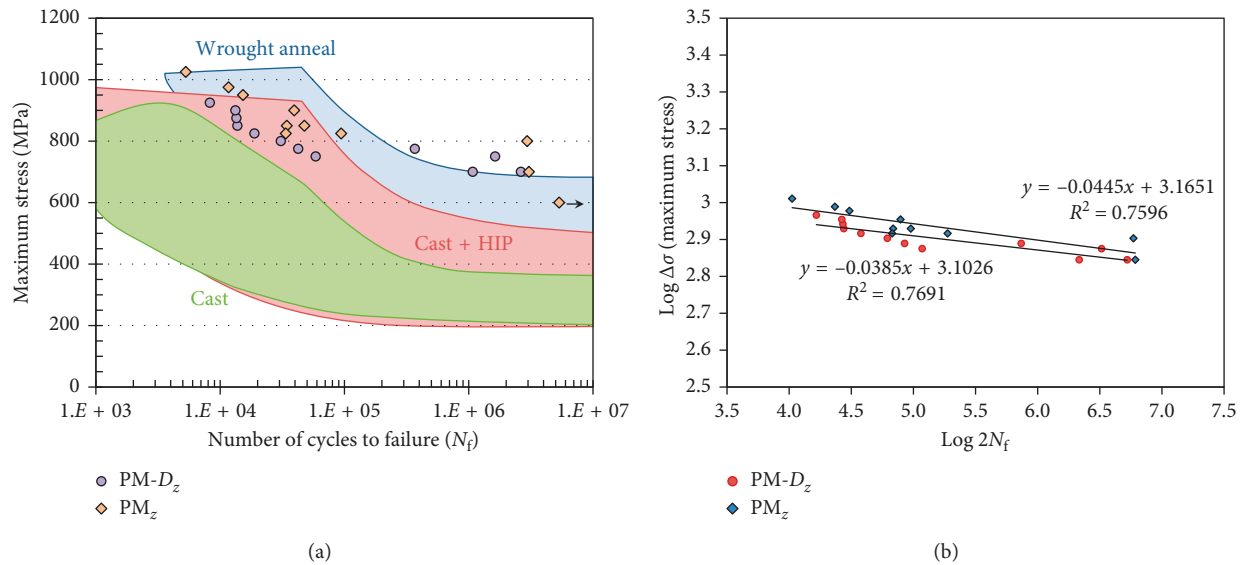 1200
1000
800
600
400
200
0
Maximum stress (MPa)
Wrought anneal
Cast + HIP
Cast
1.E + 03 1.E + 04 1.E + 05 1.E + 06 1.E + 07
Number of cycles to failure (Nf)
PM-Dz
PMz
(a)
3.5
3.4
3.3
3.2
3.1
3
2.9
2.8
2.7
2.6
2.5
Log Δσ (maximum stress)
y = –0.0445x + 3.1651
R² = 0.7596
y = –0.0385x + 3.1026
R² = 0.7691
3.5 4.0 4.5 5.0 5.5 6.0 6.5 7.0 7.5
Log 2Nf
PM-Dz
PMz
(b)